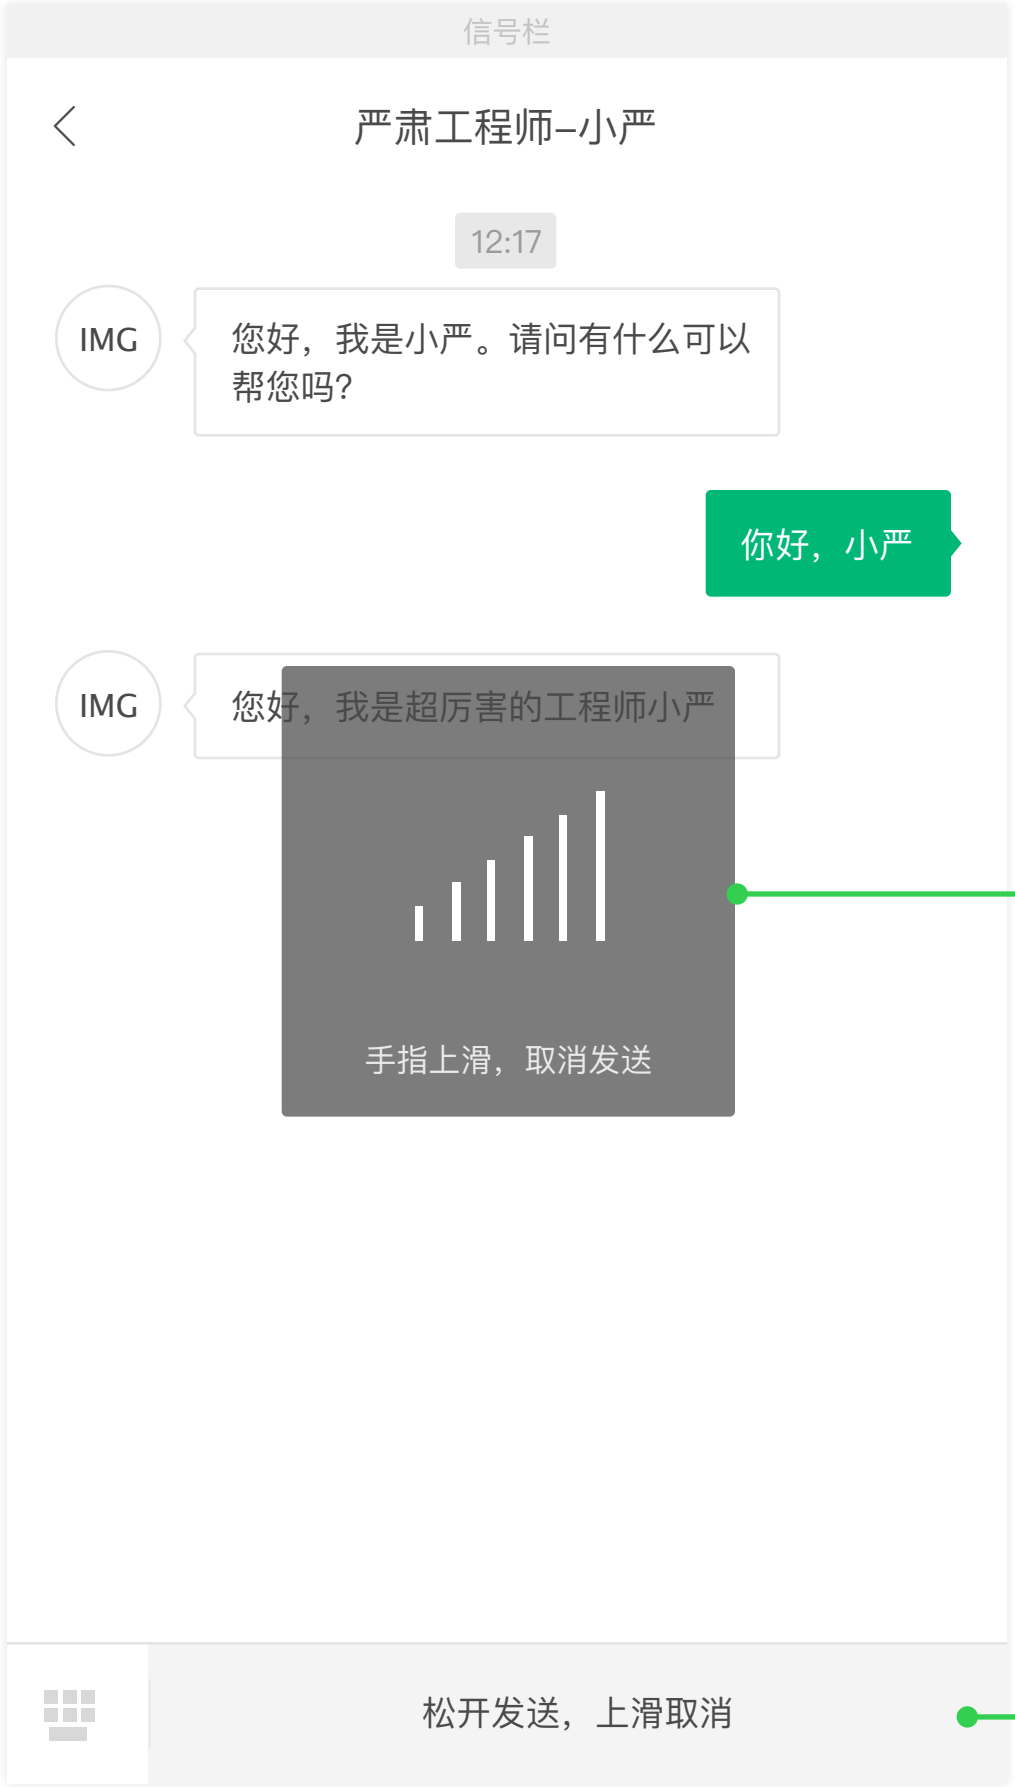 信号栏
严肃工程师-小严
12:17
IMG
您好，我是小严。请问有什么可以
帮您吗?
你好，小严
IMG
您好，我是超厉害的工程师小严
手指上滑，取消发送
松开发送，上滑取消